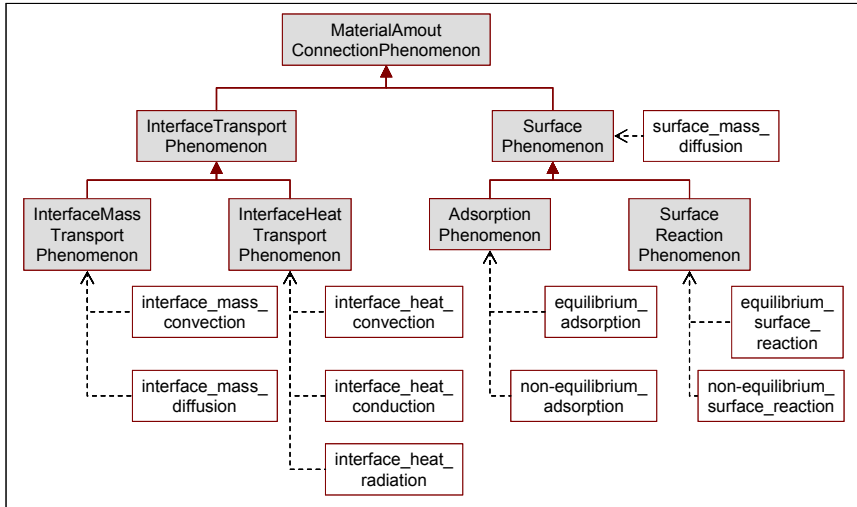 MaterialAmout
ConnectionPhenomenon
InterfaceTransport
Phenomenon
Surface
Phenomenon
surface_mass_
diffusion
InterfaceMass
Transport
Phenomenon
InterfaceHeat
Transport
Phenomenon
Adsorption
Phenomenon
Surface
Reaction
Phenomenon
interface_mass_
convection
interface_heat_
convection
equilibrium_
adsorption
equilibrium_
surface_
reaction
interface_mass_
diffusion
interface_heat_
conduction
non-equilibrium_
adsorption
non-equilibrium_
surface_reaction
interface_heat_
radiation